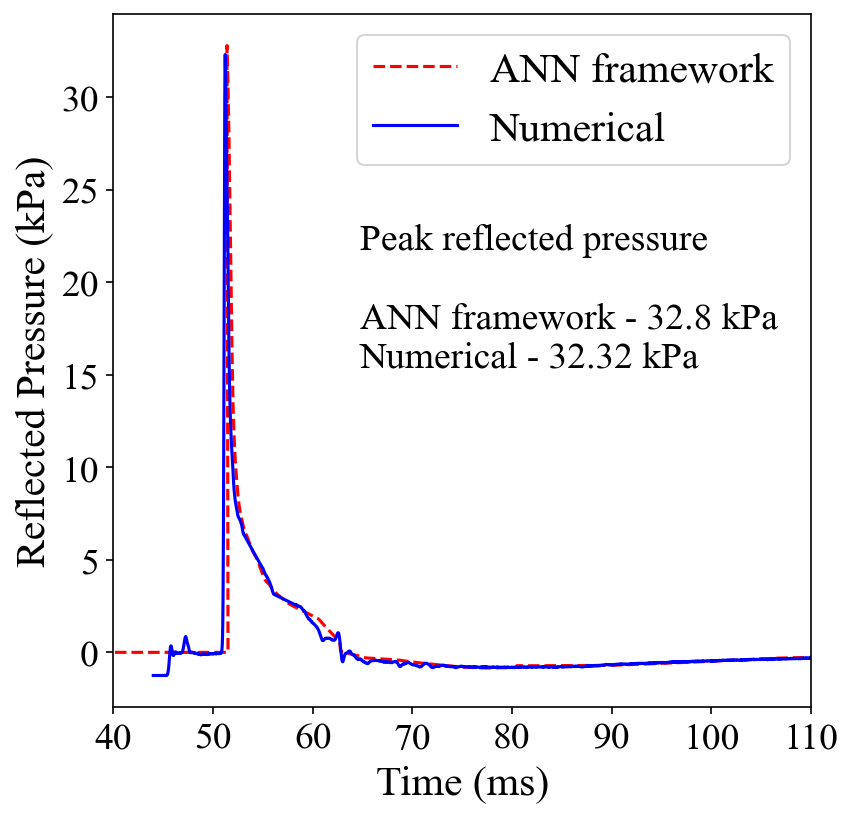 ANN framework
Numerical
Peak reflected pressure
ANN framework - 32.8 kPa
Numerical - 32.32 kPa
Reflected Pressure (kPa)
30
25
20
15
10
5
0
40 50 60 70 80 90 100 110
Time (ms)